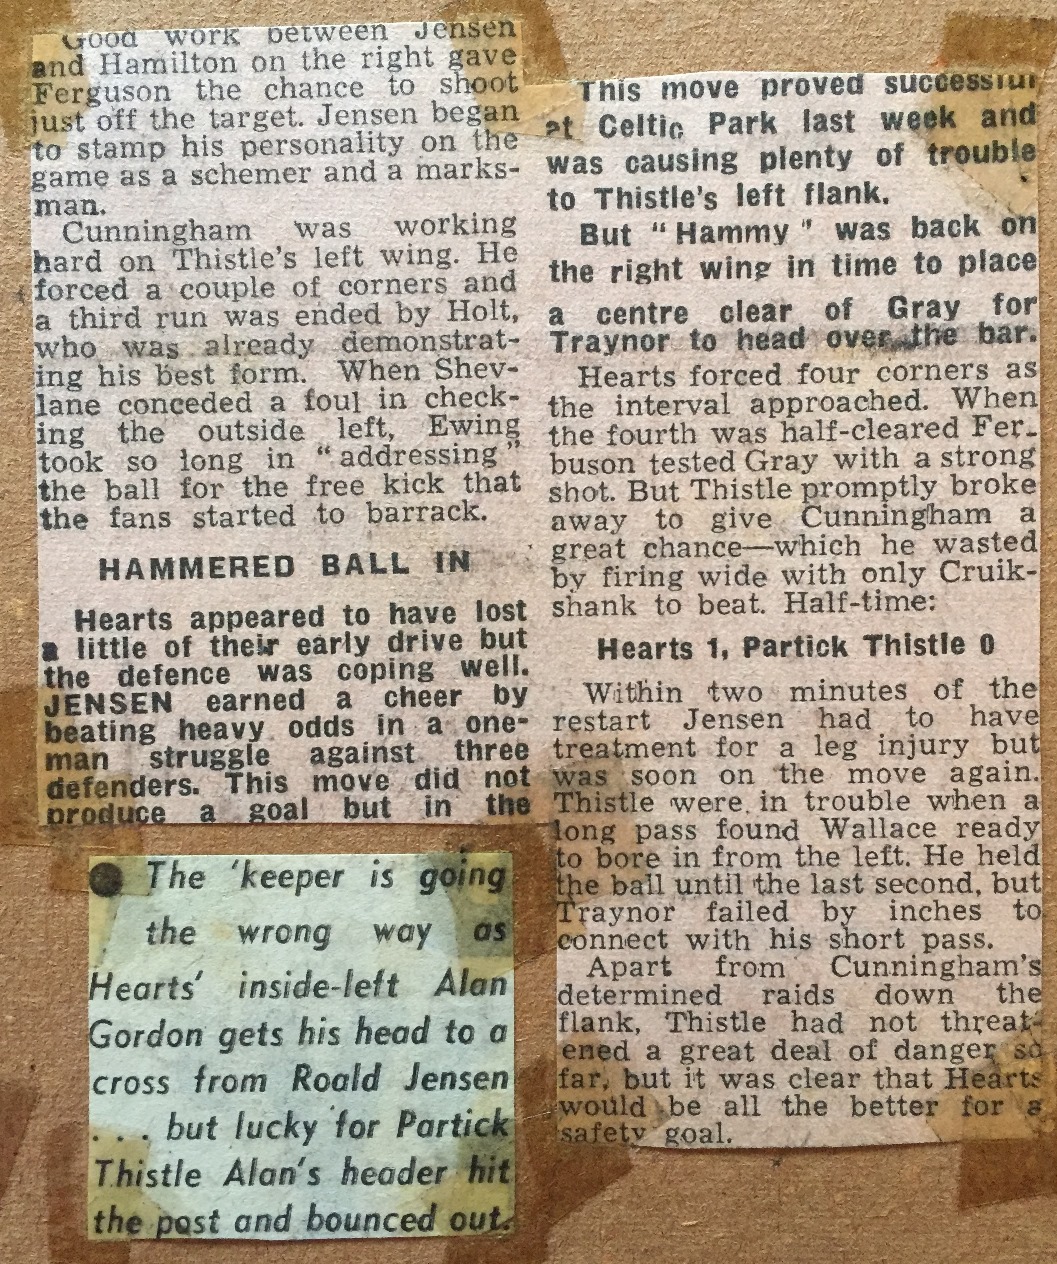 Good work between Jensen
and Hamilton on the right gave
Ferguson the chance to shoot
just off the target. Jensen began
to stamp his personality on the
game as a schemer and a marks-
man.
Cunningham was working
hard on Thistle's left wing. He
forced a couple of corners and
a third run was ended by Holt,
who was already demonstrat-
ing his best form. When Shev-
lane conceded a foul in check-
ing the outside left, Ewing
took so long in "addressing"
the ball for the free kick that
the fans started to barrack.
HAMMERED BALL IN
Hearts appeared to have lost
a little of their early drive but
the defence was coping well.
JENSEN earned a cheer by
beating heavy odds in a one-
man struggle against three
defenders. This move did not
produce a goal but in the
● The 'keeper is going
the wrong way as
Hearts' inside-left Alan
Gordon gets his head to a
cross from Roald Jensen
. . . but lucky for Partick
Thistle Alan's header hit
the post and bounced out.
This move proved successful
at Celtic Park last week and
was causing plenty of trouble
to Thistle's left flank.
But "Hammy" was back on
the right wing in time to place
a centre clear of Gray for
Traynor to head over the bar.
Hearts forced four corners as
the interval approached. When
the fourth was half-cleared Fer-
buson tested Gray with a strong
shot. But Thistle promptly broke
away to give Cunningham a
great chance—which he wasted
by firing wide with only Cruik-
shank to beat. Half-time:
Hearts 1, Partick Thistle 0
Within two minutes of the
restart Jensen had to have
treatment for a leg injury but
was soon on the move again.
Thistle were in trouble when a
long pass found Wallace ready
to bore in from the left. He held
the ball until the last second, but
Traynor failed by inches to
connect with his short pass.
Apart from Cunningham's
determined raids down the
flank, Thistle had not threat-
ened a great deal of danger so
far, but it was clear that Hearts
would be all the better for a
safety goal.